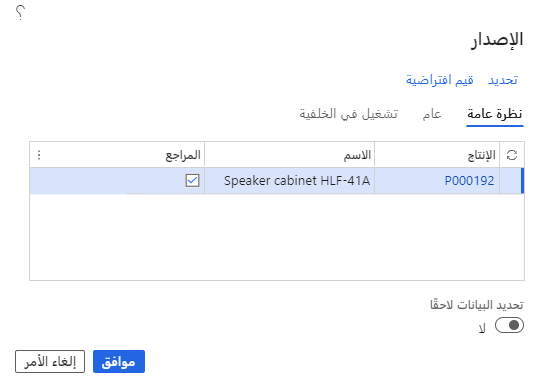 ؟
الإصدار
تحديد قيم افتراضية
نظرة عامة عام تشغيل في الخلفية
الإنتاج الاسم المراجع
P000192 Speaker cabinet HLF-41A
تحديد البيانات لاحقًا
لا
موافق إلغاء الأمر